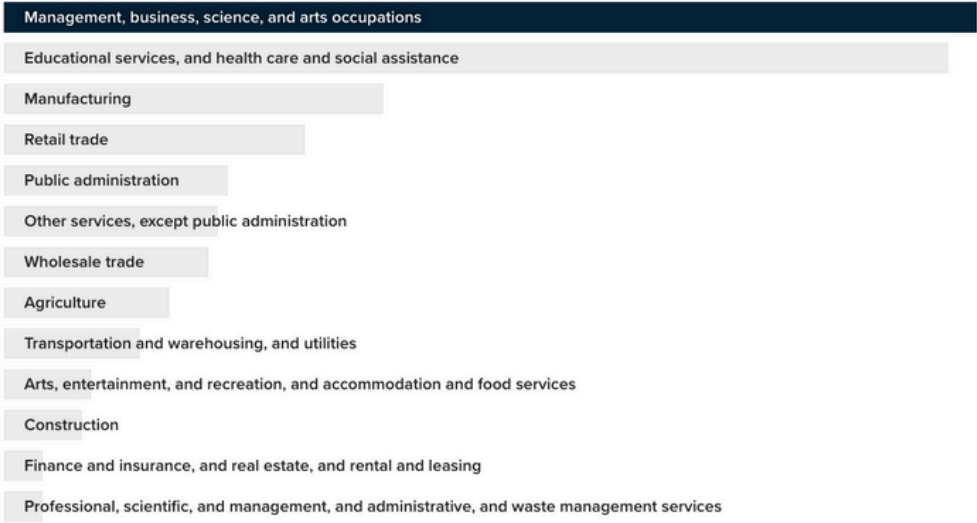 Management, business, science, and arts occupations
Educational services, and health care and social assistance
Manufacturing
Retail trade
Public administration
Other services, except public administration
Wholesale trade
Agriculture
Transportation and warehousing, and utilities
Arts, entertainment, and recreation, and accommodation and food services
Construction
Finance and insurance, and real estate, and rental and leasing
Professional, scientific, and management, and administrative, and waste management services